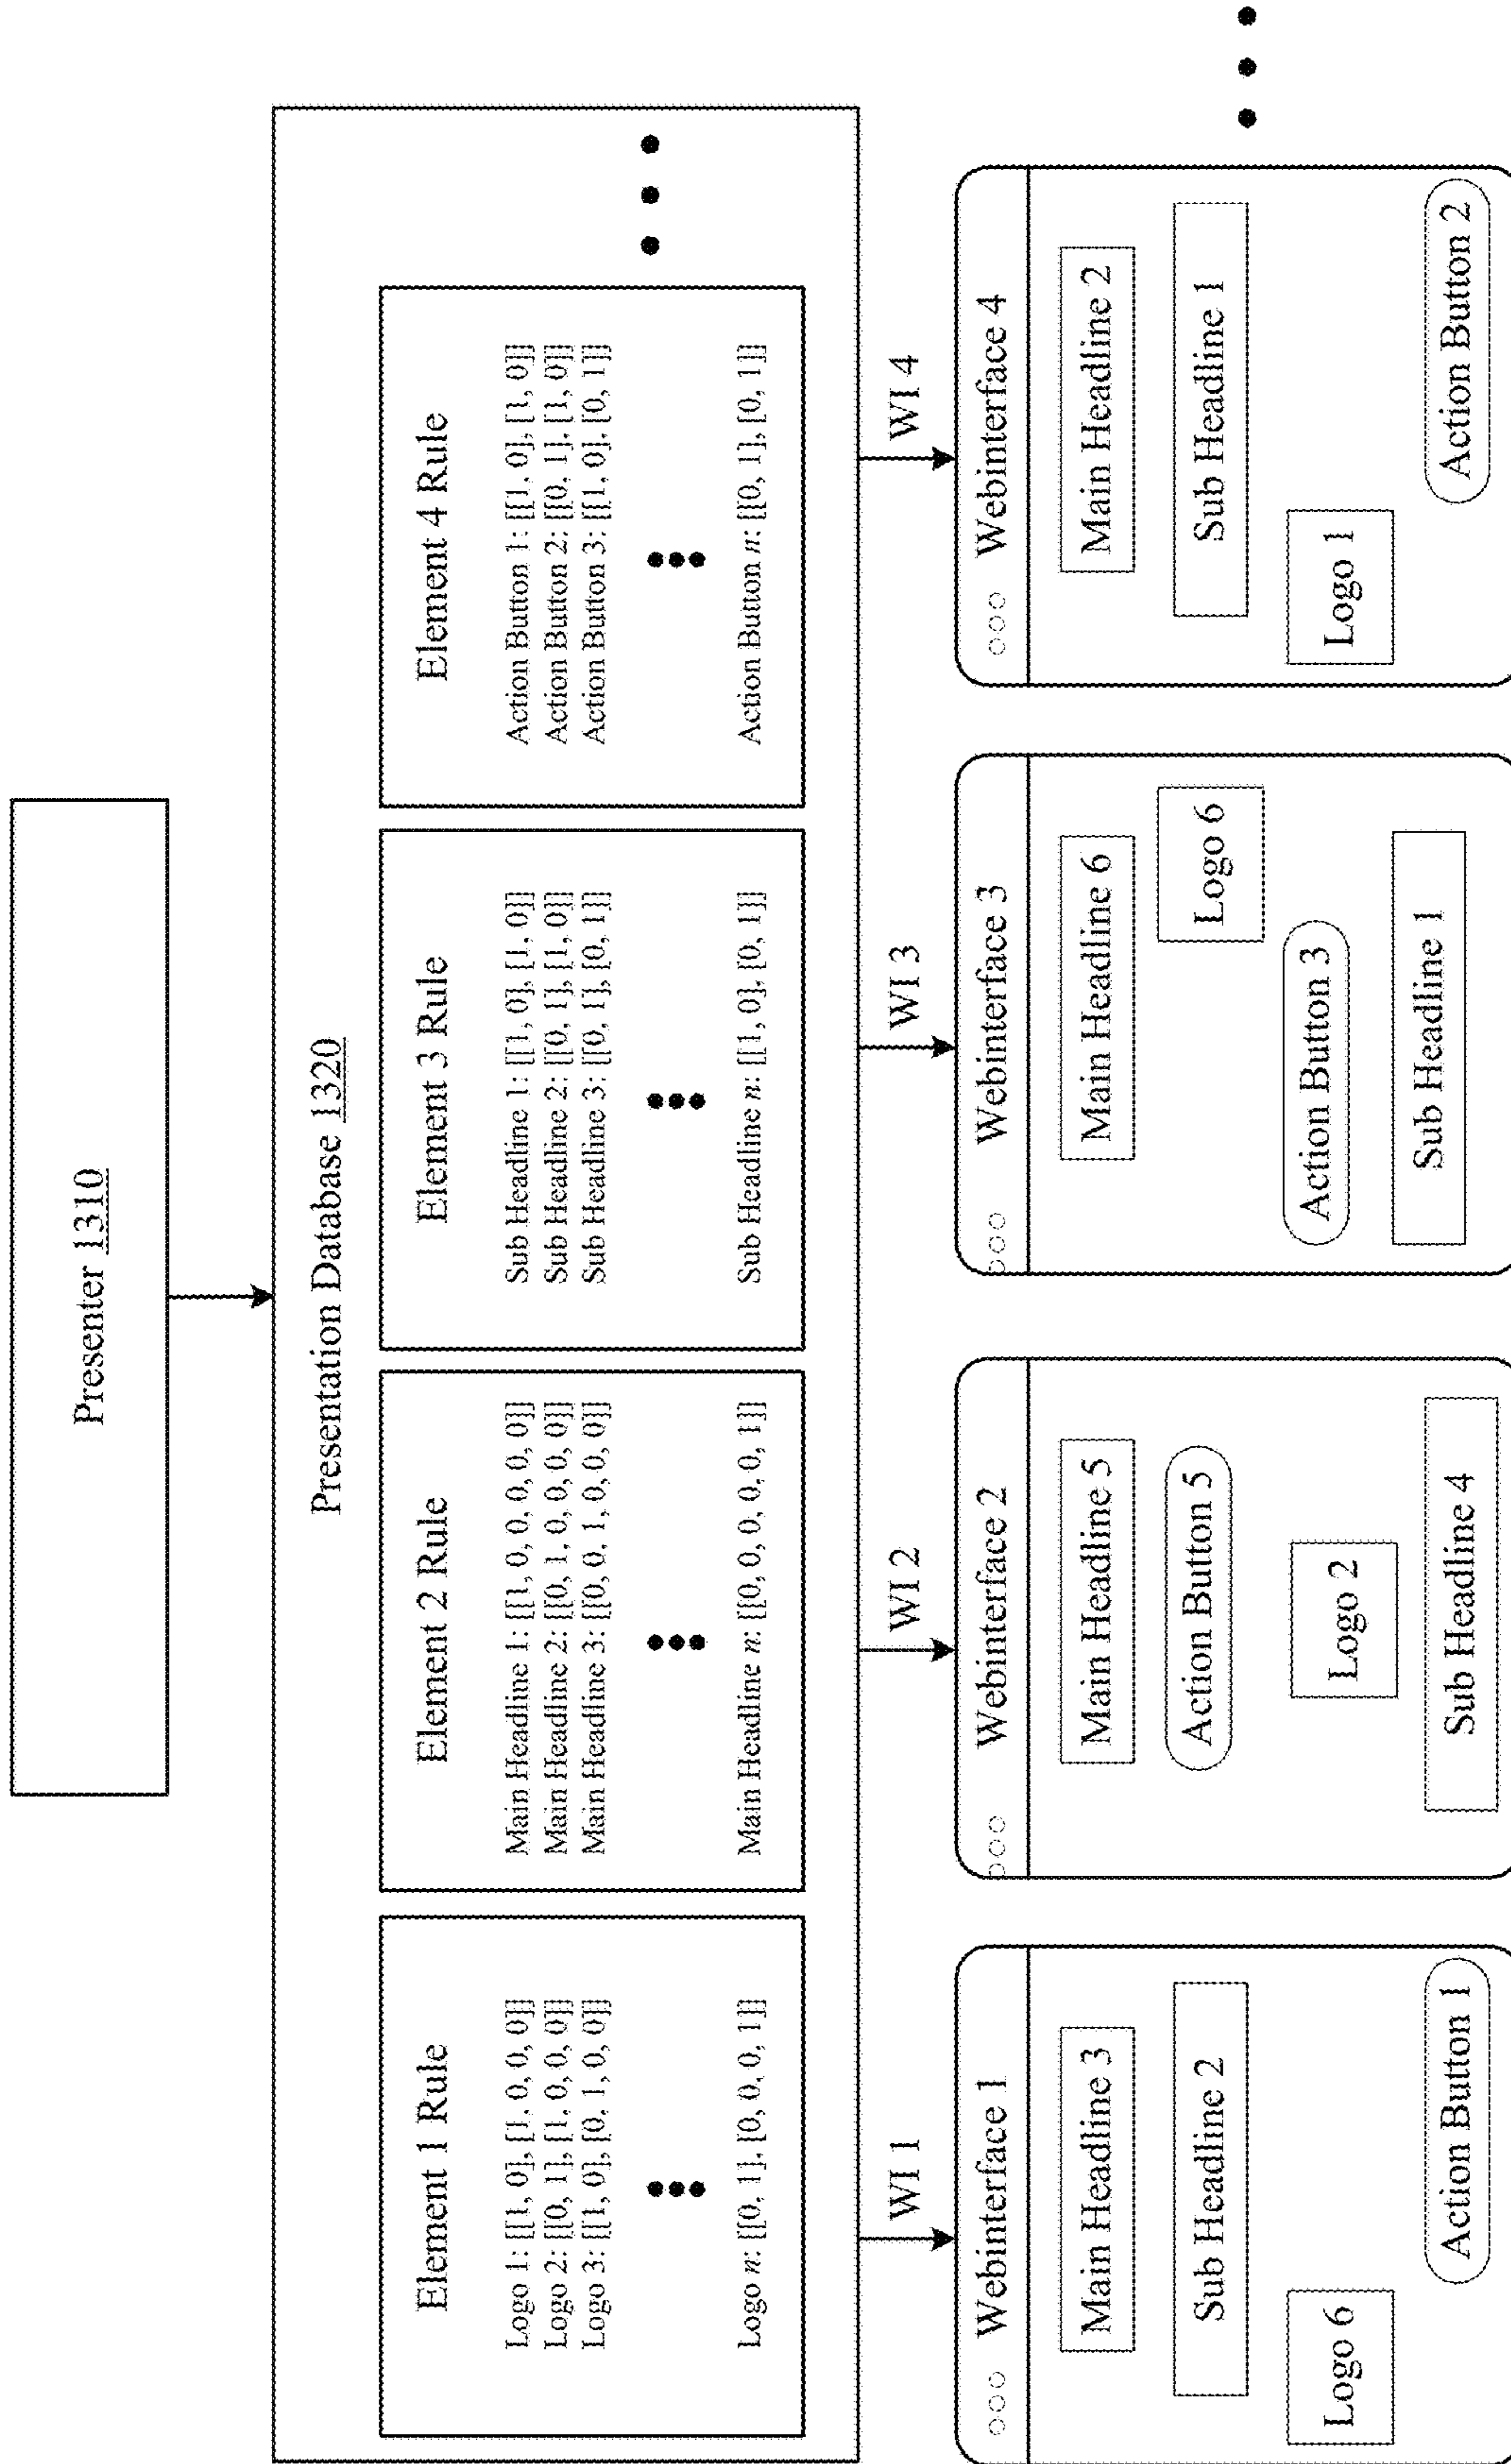 Presenter 1310
Presentation Database 1320
Element 1 Rule
Logo 1: [[1, 0], [1, 0, 0, 0]]
Logo 2: [[0, 1], [1, 0, 0, 0]]
Logo 3: [[1, 0], [0, 1, 0, 0]]
Logo n: [[0, 1], [0, 0, 0, 1]]
Element 2 Rule
Main Headline 1: [[1, 0, 0, 0, 0, 0]]
Main Headline 2: [[0, 1, 0, 0, 0, 0]]
Main Headline 3: [[0, 0, 1, 0, 0, 0]]
Main Headline n: [[0, 0, 0, 0, 0, 1]]
Element 3 Rule
Sub Headline 1: [[1, 0], [1, 0]]
Sub Headline 2: [[0, 1], [1, 0]]
Sub Headline 3: [[0, 1], [0, 1]]
Sub Headline n: [[1, 0], [0, 1]]
Element 4 Rule
Action Button 1: [[1, 0], [1, 0]]
Action Button 2: [[0, 1], [1, 0]]
Action Button 3: [[1, 0], [0, 1]]
Action Button n: [[0, 1], [0, 1]]
WI 1
WI 2
WI 3
WI 4
Webinterface 1
Main Headline 3
Sub Headline 2
Logo 6
Action Button 1
Webinterface 2
Main Headline 5
Action Button 5
Logo 2
Sub Headline 4
Webinterface 3
Main Headline 6
Logo 6
Action Button 3
Sub Headline 1
Webinterface 4
Main Headline 2
Sub Headline 1
Logo 1
Action Button 2